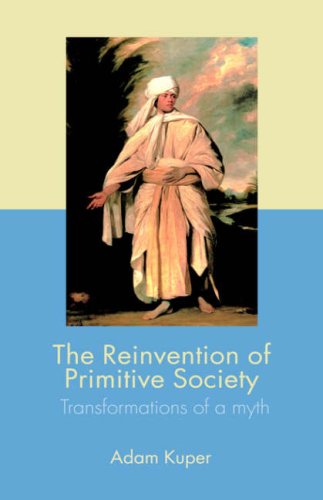 The Reinvention of
Primitive Society
Transformations of a myth
Adam Kuper